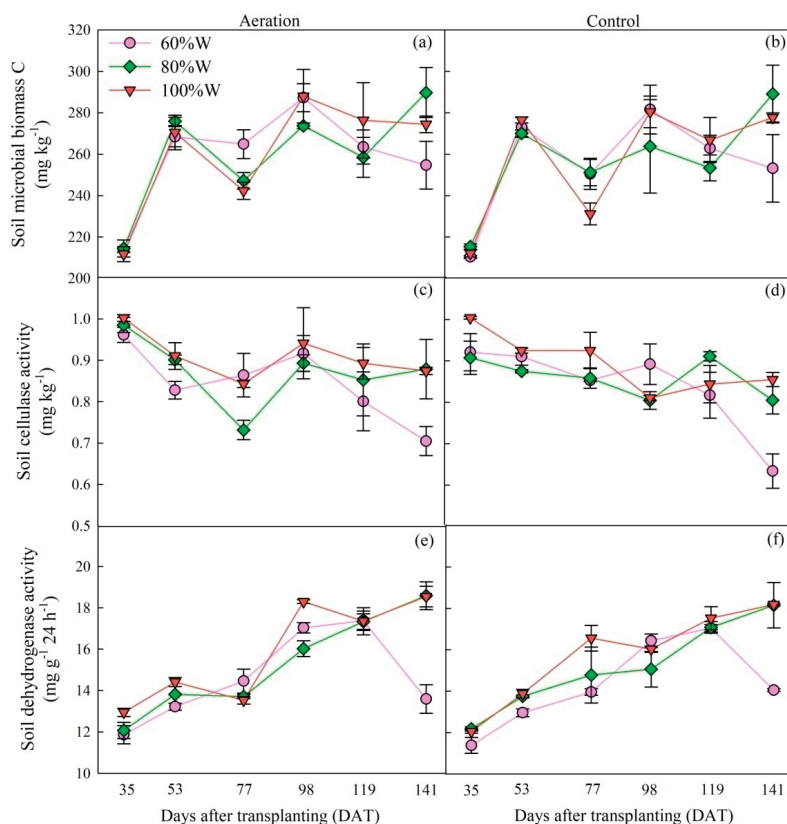 Aeration
Control
320
300
280
260
240
220
200
Soil microbial biomass C
(mg kg⁻¹)
60%W
80%W
100%W
(a)
(b)
1.0
0.9
0.8
0.7
0.6
0.5
Soil cellulase activity
(mg kg⁻¹)
(c)
(d)
20
18
16
14
12
10
Soil dehydrogenase activity
(mg g⁻¹ 24 h⁻¹)
(e)
(f)
35 53 77 98 119 141
35 53 77 98 119 141
Days after transplanting (DAT)
Days after transplanting (DAT)